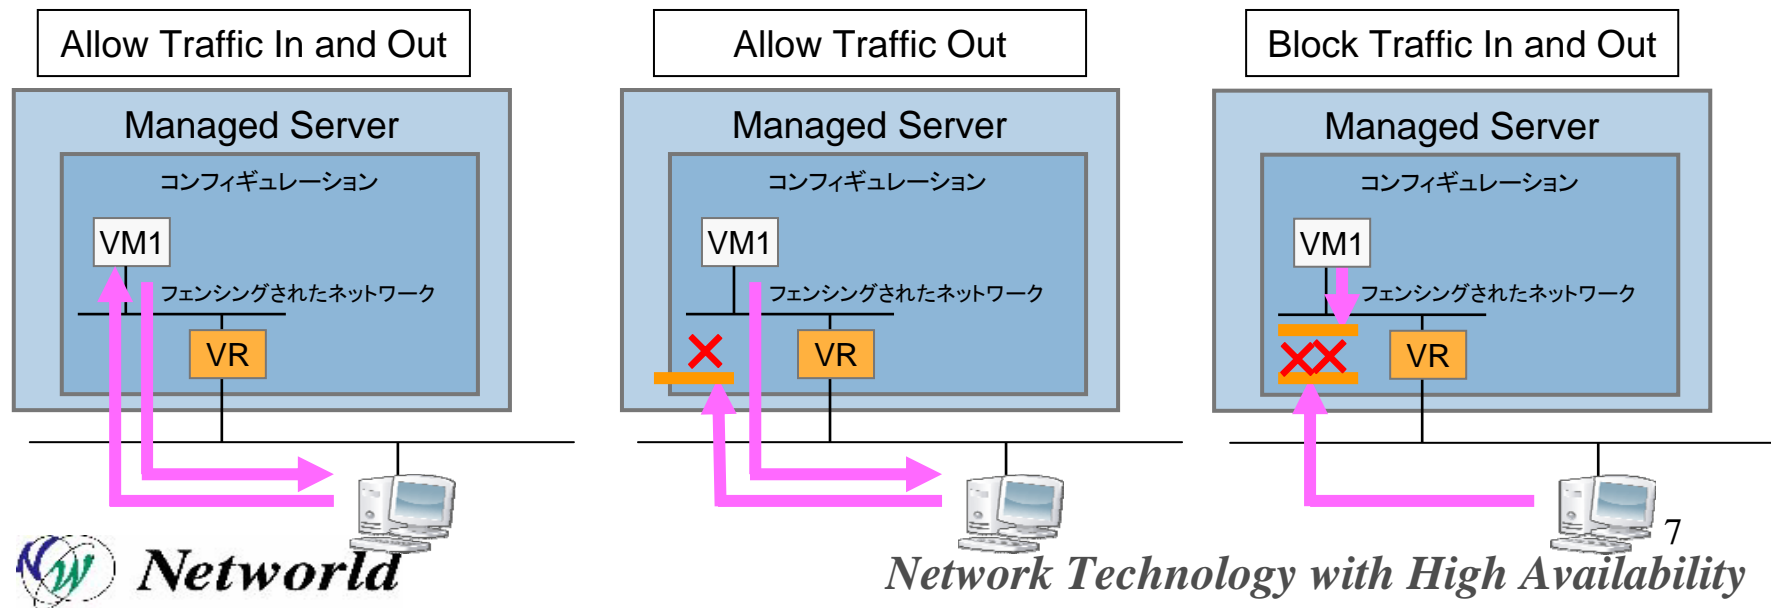 Allow Traffic In and Out
Managed Server
コンフィギュレーション
VM1
フェンシングされたネットワーク
VR
Allow Traffic Out
Managed Server
コンフィギュレーション
VM1
フェンシングされたネットワーク
VR
Block Traffic In and Out
Managed Server
コンフィギュレーション
VM1
フェンシングされたネットワーク
VR
7
NW
Networld
Network Technology with High Availability